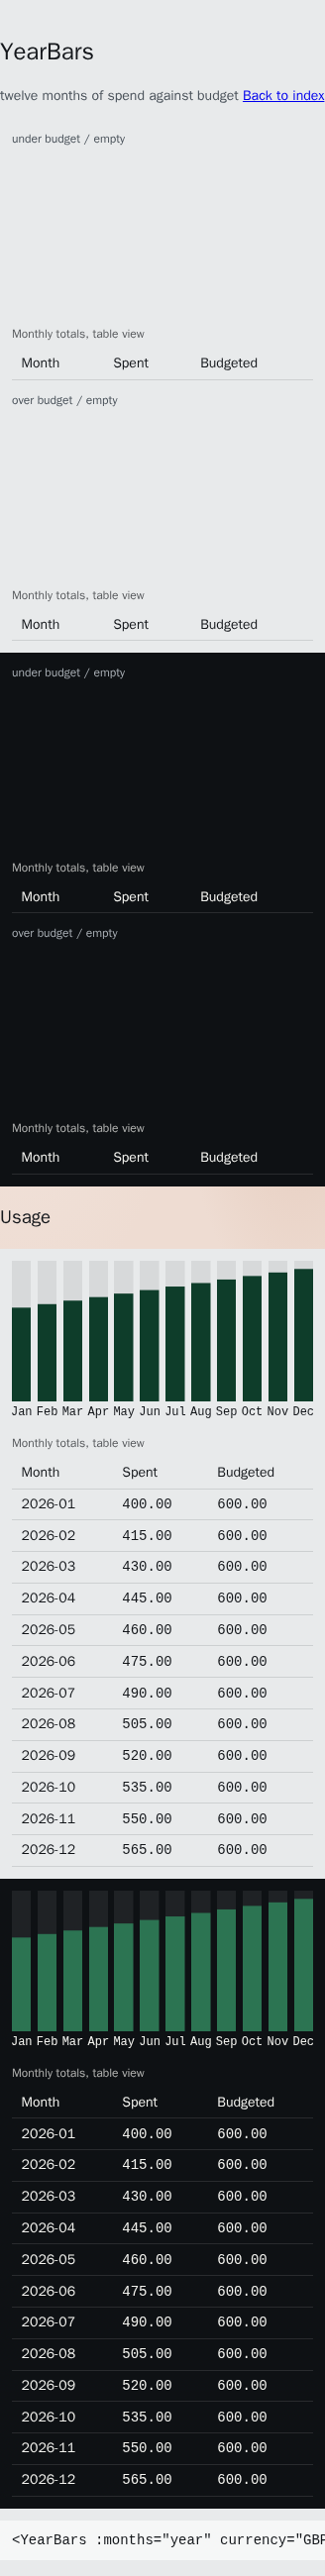 YearBars
twelve months of spend against budget Back to index
under budget / empty
Monthly totals, table view
Month Spent Budgeted
over budget / empty
Monthly totals, table view
Month Spent Budgeted
under budget / empty
Monthly totals, table view
Month Spent Budgeted
over budget / empty
Monthly totals, table view
Month Spent Budgeted
Usage
Jan Feb Mar Apr May Jun Jul Aug Sep Oct Nov Dec
Monthly totals, table view
Month Spent Budgeted
2026-01 400.00 600.00
2026-02 415.00 600.00
2026-03 430.00 600.00
2026-04 445.00 600.00
2026-05 460.00 600.00
2026-06 475.00 600.00
2026-07 490.00 600.00
2026-08 505.00 600.00
2026-09 520.00 600.00
2026-10 535.00 600.00
2026-11 550.00 600.00
2026-12 565.00 600.00
Jan Feb Mar Apr May Jun Jul Aug Sep Oct Nov Dec
Monthly totals, table view
Month Spent Budgeted
2026-01 400.00 600.00
2026-02 415.00 600.00
2026-03 430.00 600.00
2026-04 445.00 600.00
2026-05 460.00 600.00
2026-06 475.00 600.00
2026-07 490.00 600.00
2026-08 505.00 600.00
2026-09 520.00 600.00
2026-10 535.00 600.00
2026-11 550.00 600.00
2026-12 565.00 600.00
<YearBars :months="year" currency="GBP